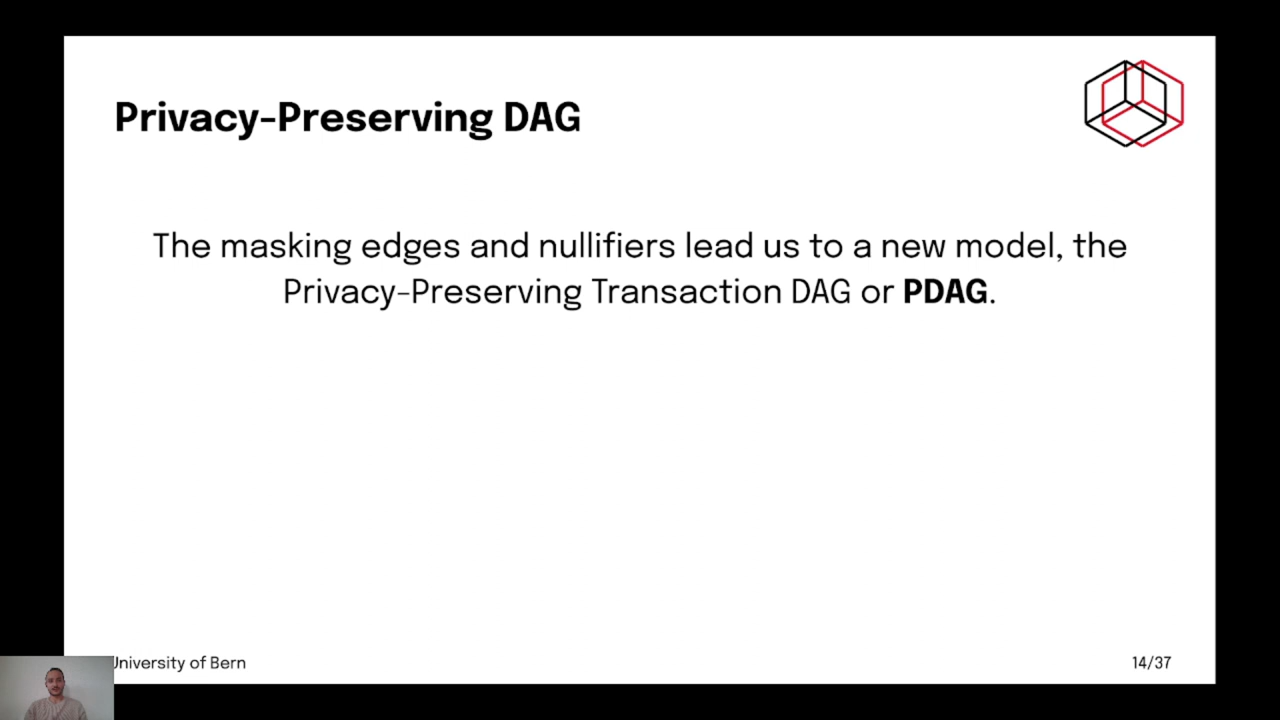 Privacy-Preserving DAG
The masking edges and nullifiers lead us to a new model, the
Privacy-Preserving Transaction DAG or PDAG.
University of Bern
14/37